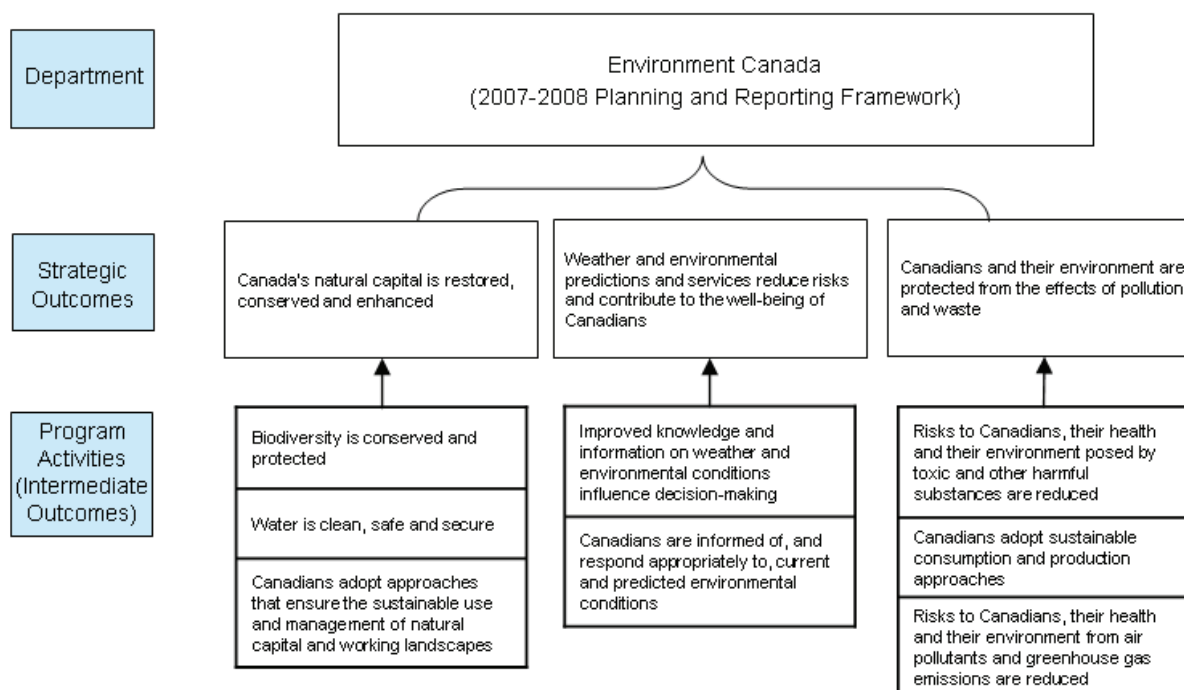 Department
Environment Canada
(2007-2008 Planning and Reporting Framework)
Strategic
Outcomes
Canada's natural capital is restored,
conserved and enhanced
Weather and environmental
predictions and services reduce risks
and contribute to the well-being of
Canadians
Canadians and their environment are
protected from the effects of pollution
and waste
Program
Activities
(Intermediate
Outcomes)
Biodiversity is conserved and
protected
Water is clean, safe and secure
Canadians adopt approaches
that ensure the sustainable use
and management of natural
capital and working landscapes
Improved knowledge and
information on weather and
environmental conditions
influence decision-making
Canadians are informed of, and
respond appropriately to, current
and predicted environmental
conditions
Risks to Canadians, their health
and their environment posed by
toxic and other harmful
substances are reduced
Canadians adopt sustainable
consumption and production
approaches
Risks to Canadians, their health
and their environment from air
pollutants and greenhouse gas
emissions are reduced